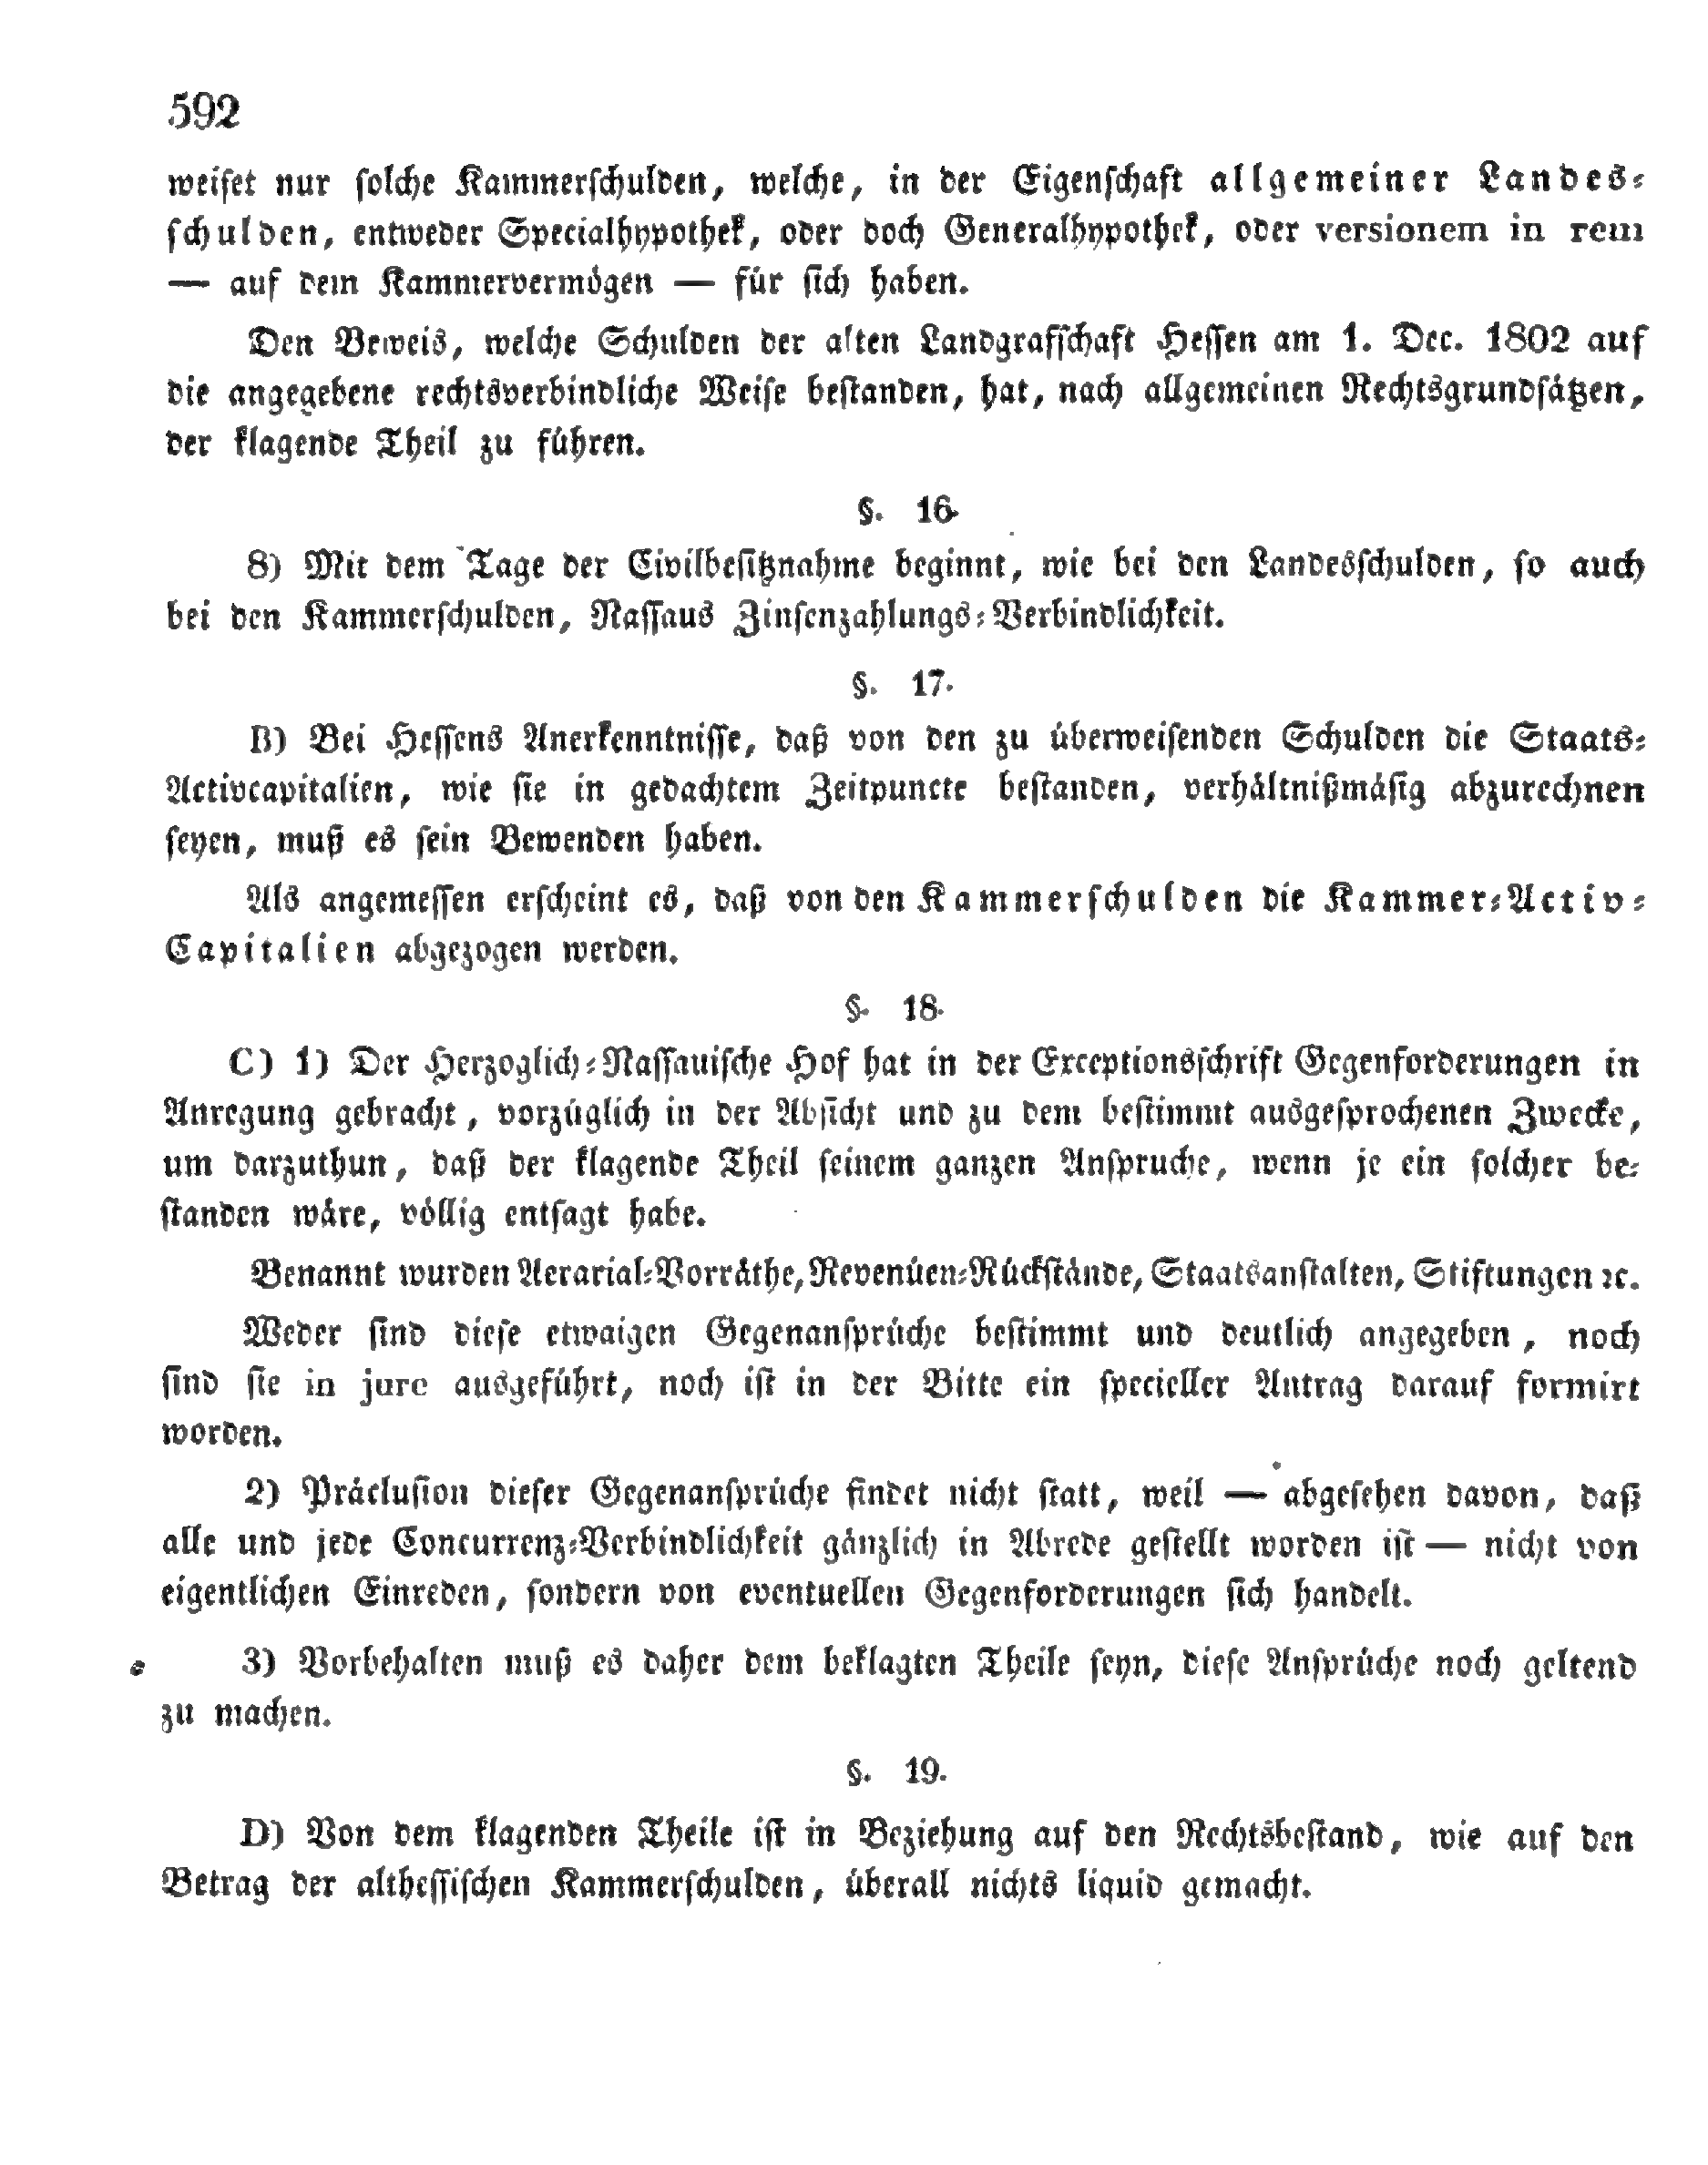 592
weiset nur solche Kammerschulden, welche, in der Eigenschaft allgemeiner Landes-
schulden, entweder Specialhypothek, oder doch Generalhypothek, oder versionem in rem
— auf dem Kammervermögen — für sich haben.
Den Beweis, welche Schulden der alten Landgrafschaft Hessen am 1. Dec. 1802 auf
die angegebene rechtsverbindliche Weise bestanden, hat, nach allgemeinen Rechtsgrundsätzen,
der klagende Theil zu führen.
§. 16.
8) Mit dem Tage der Civilbesitznahme beginnt, wie bei den Landesschulden, so auch
bei den Kammerschulden, Nassaus Zinsenzahlungs-Verbindlichkeit.
§. 17.
B) Bei Hessens Anerkenntnisse, daß von den zu überweisenden Schulden die Staats-
Activcapitalien, wie sie in gedachtem Zeitpuncte bestanden, verhältnißmäsig abzurechnen
seyen, muß es sein Bewenden haben.
Als angemessen erscheint es, daß von den Kammerschulden die Kammer-Activ-
Capitalien abgezogen werden.
§. 18.
C) 1) Der Herzoglich-Nassauische Hof hat in der Exceptionsschrift Gegenforderungen in
Anregung gebracht, vorzüglich in der Absicht und zu dem bestimmt ausgesprochenen Zwecke,
um darzuthun, daß der klagende Theil seinem ganzen Anspruche, wenn je ein solcher be-
standen wäre, völlig entsagt habe.
Benannt wurden Aerarial-Vorräthe, Revenüen-Rückstände, Staatsanstalten, Stiftungen ꝛc.
Weder sind diese etwaigen Gegenansprüche bestimmt und deutlich angegeben, noch
sind sie in jure ausgeführt, noch ist in der Bitte ein specieller Antrag darauf formirt
worden.
2) Präclusion dieser Gegenansprüche findet nicht statt, weil — abgesehen davon, daß
alle und jede Concurrenz-Verbindlichkeit gänzlich in Abrede gestellt worden ist — nicht von
eigentlichen Einreden, sondern von eventuellen Gegenforderungen sich handelt.
3) Vorbehalten muß es daher dem beklagten Theile seyn, diese Ansprüche noch geltend
zu machen.
§. 19.
D) Von dem klagenden Theile ist in Beziehung auf den Rechtsbestand, wie auf den
Betrag der althessischen Kammerschulden, überall nichts liquid gemacht.